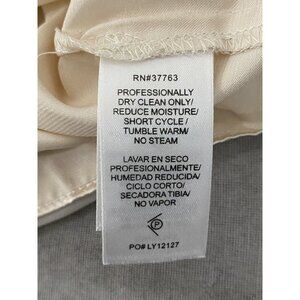 RN#37763
PROFESSIONALLY
DRY CLEAN ONLY/
REDUCE MOISTURE/
SHORT CYCLE /
TUMBLE WARM/
NO STEAM
LAVAR EN SECO
PROFESIONALMENTE/
HUMEDAD REDUCIDA/
CICLO CORTO/
SECADORA TIBIA/
NO VAPOR
P
PO# LY12127